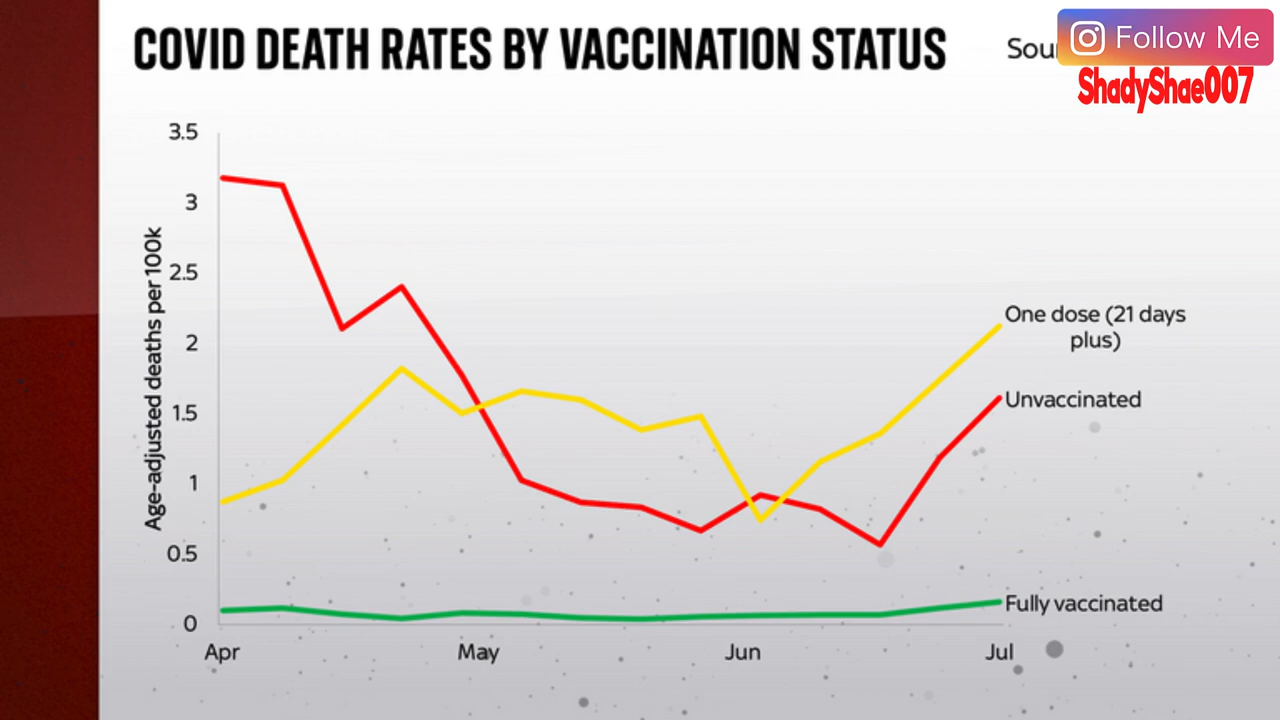 COVID DEATH RATES BY VACCINATION STATUS
Follow Me
ShadyShae007
3.5
3
2.5
2
1.5
1
0.5
0
Age-adjusted deaths per 100k
One dose (21 days
plus)
Unvaccinated
Fully vaccinated
Apr May Jun Jul